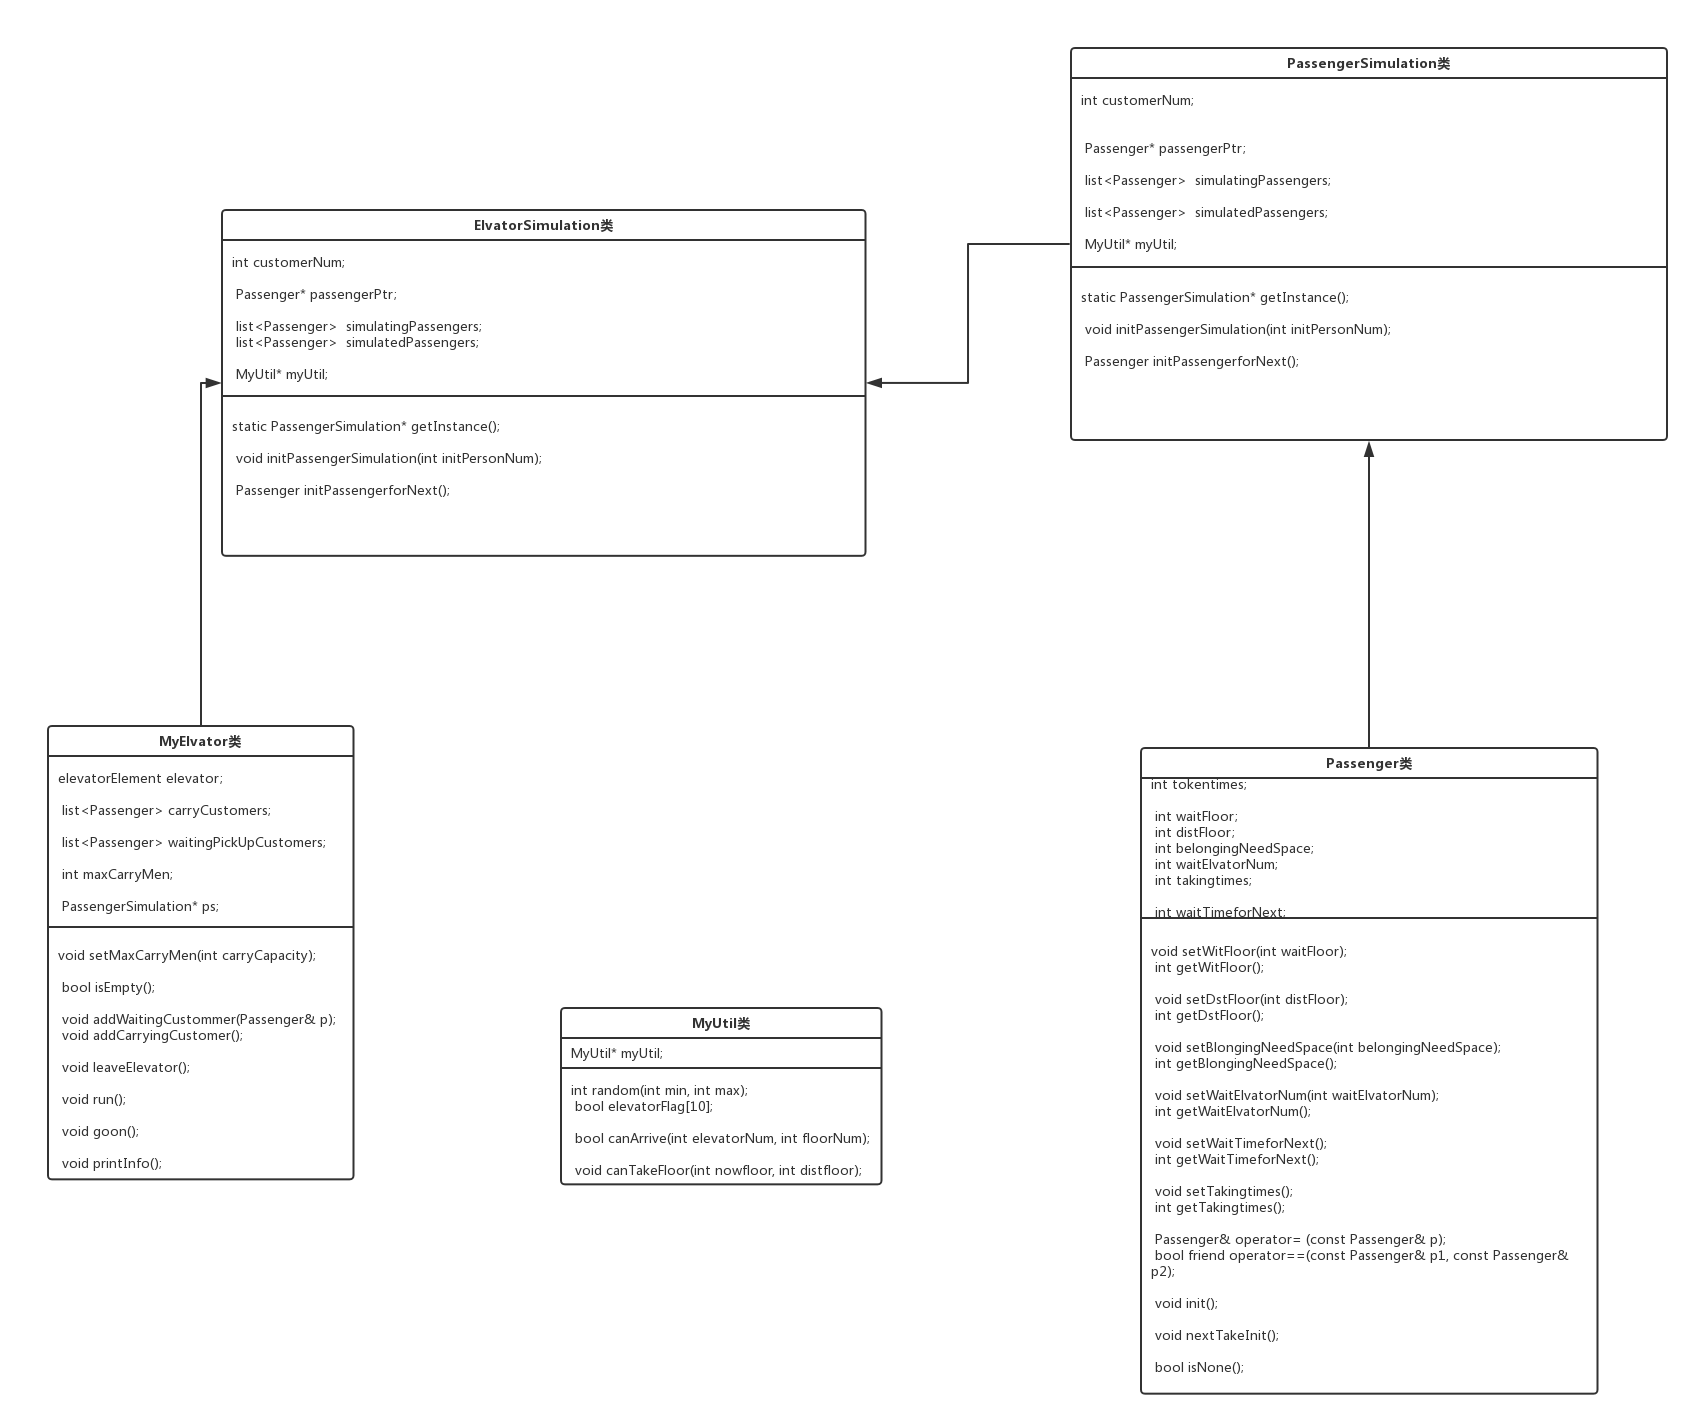 PassengerSimulation类
int customerNum;
Passenger* passengerPtr;
list<Passenger>  simulatingPassengers;
list<Passenger>  simulatedPassengers;
MyUtil* myUtil;
static PassengerSimulation* getInstance();
void initPassengerSimulation(int initPersonNum);
Passenger initPassengerforNext();
ElvatorSimulation类
int customerNum;
Passenger* passengerPtr;
list<Passenger>  simulatingPassengers;
list<Passenger>  simulatedPassengers;
MyUtil* myUtil;
static PassengerSimulation* getInstance();
void initPassengerSimulation(int initPersonNum);
Passenger initPassengerforNext();
MyElvator类
elevatorElement elevator;
list<Passenger> carryCustomers;
list<Passenger> waitingPickUpCustomers;
int maxCarryMen;
PassengerSimulation* ps;
void setMaxCarryMen(int carryCapacity);
bool isEmpty();
void addWaitingCustommer(Passenger& p);
void addCarryingCustomer();
void leaveElevator();
void run();
void goon();
void printInfo();
MyUtil类
MyUtil* myUtil;
int random(int min, int max);
bool elevatorFlag[10];
bool canArrive(int elevatorNum, int floorNum);
void canTakeFloor(int nowfloor, int distfloor);
Passenger类
int tokentimes;
int waitFloor;
int distFloor;
int belongingNeedSpace;
int waitElvatorNum;
int takingtimes;
int waitTimeforNext;
void setWitFloor(int waitFloor);
int getWitFloor();
void setDstFloor(int distFloor);
int getDstFloor();
void setBlongingNeedSpace(int belongingNeedSpace);
int getBlongingNeedSpace();
void setWaitElvatorNum(int waitElvatorNum);
int getWaitElvatorNum();
void setWaitTimeforNext();
int getWaitTimeforNext();
void setTakingtimes();
int getTakingtimes();
Passenger& operator= (const Passenger& p);
bool friend operator==(const Passenger& p1, const Passenger&
p2);
void init();
void nextTakeInit();
bool isNone();